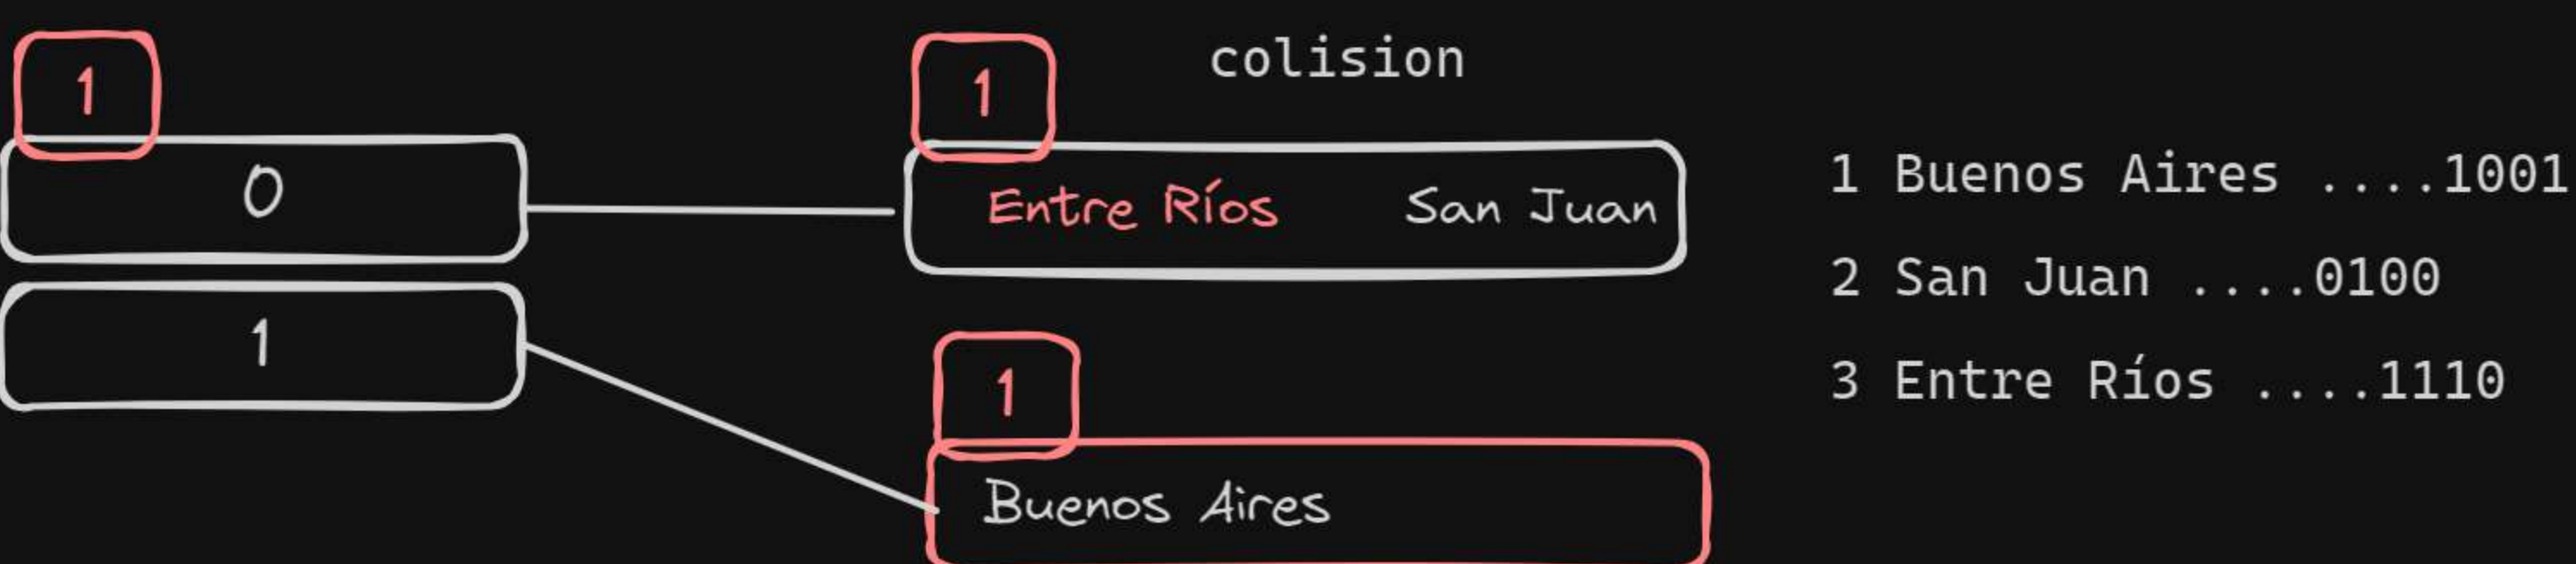 1
0
1
1
colision
Entre Ríos San Juan
1
Buenos Aires
1 Buenos Aires ....1001
2 San Juan ....0100
3 Entre Ríos ....1110